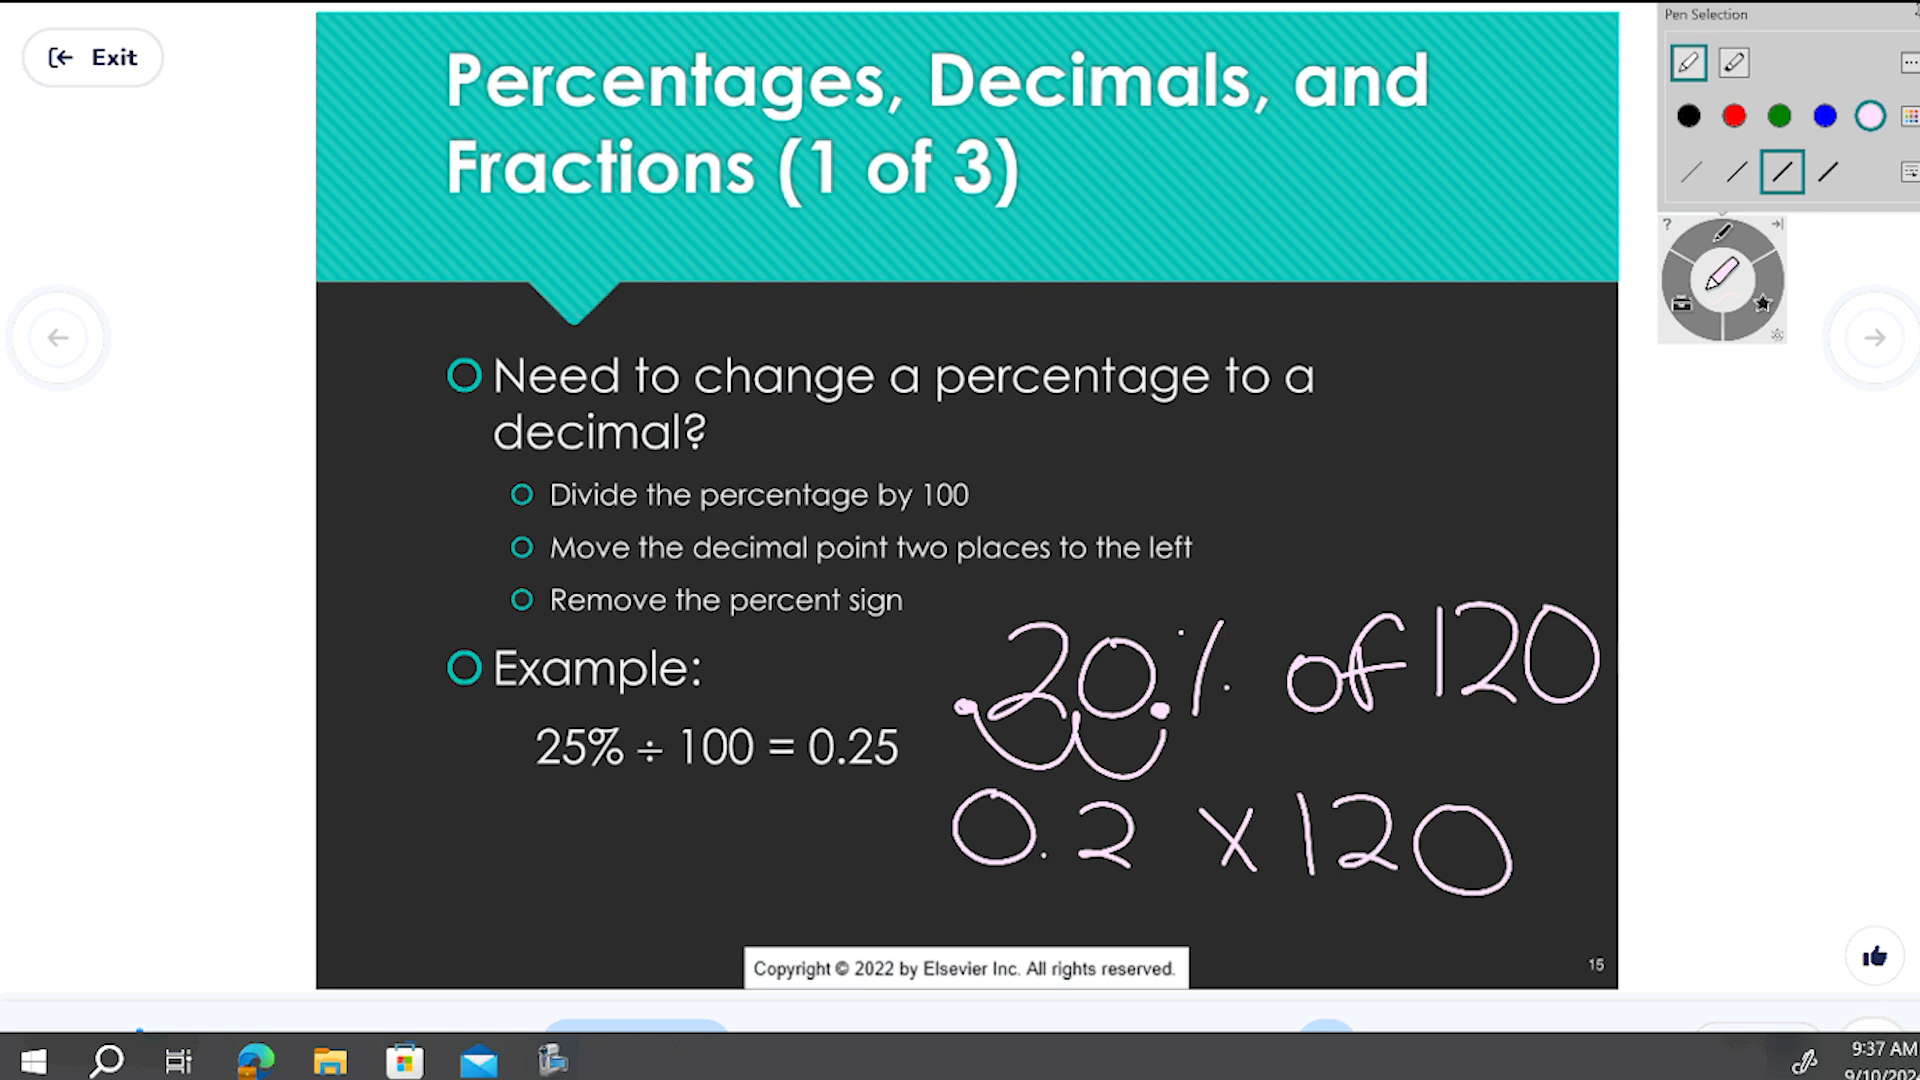 Pen Selection
Exit
Percentages, Decimals, and
Fractions (1 of 3)
Need to change a percentage to a
decimal?
Divide the percentage by 100
Move the decimal point two places to the left
Remove the percent sign
Example:
25% ÷ 100 = 0.25
.20.% of 120
0.2 x 120
Copyright © 2022 by Elsevier Inc. All rights reserved.
15
9:37 AM
9/10/202